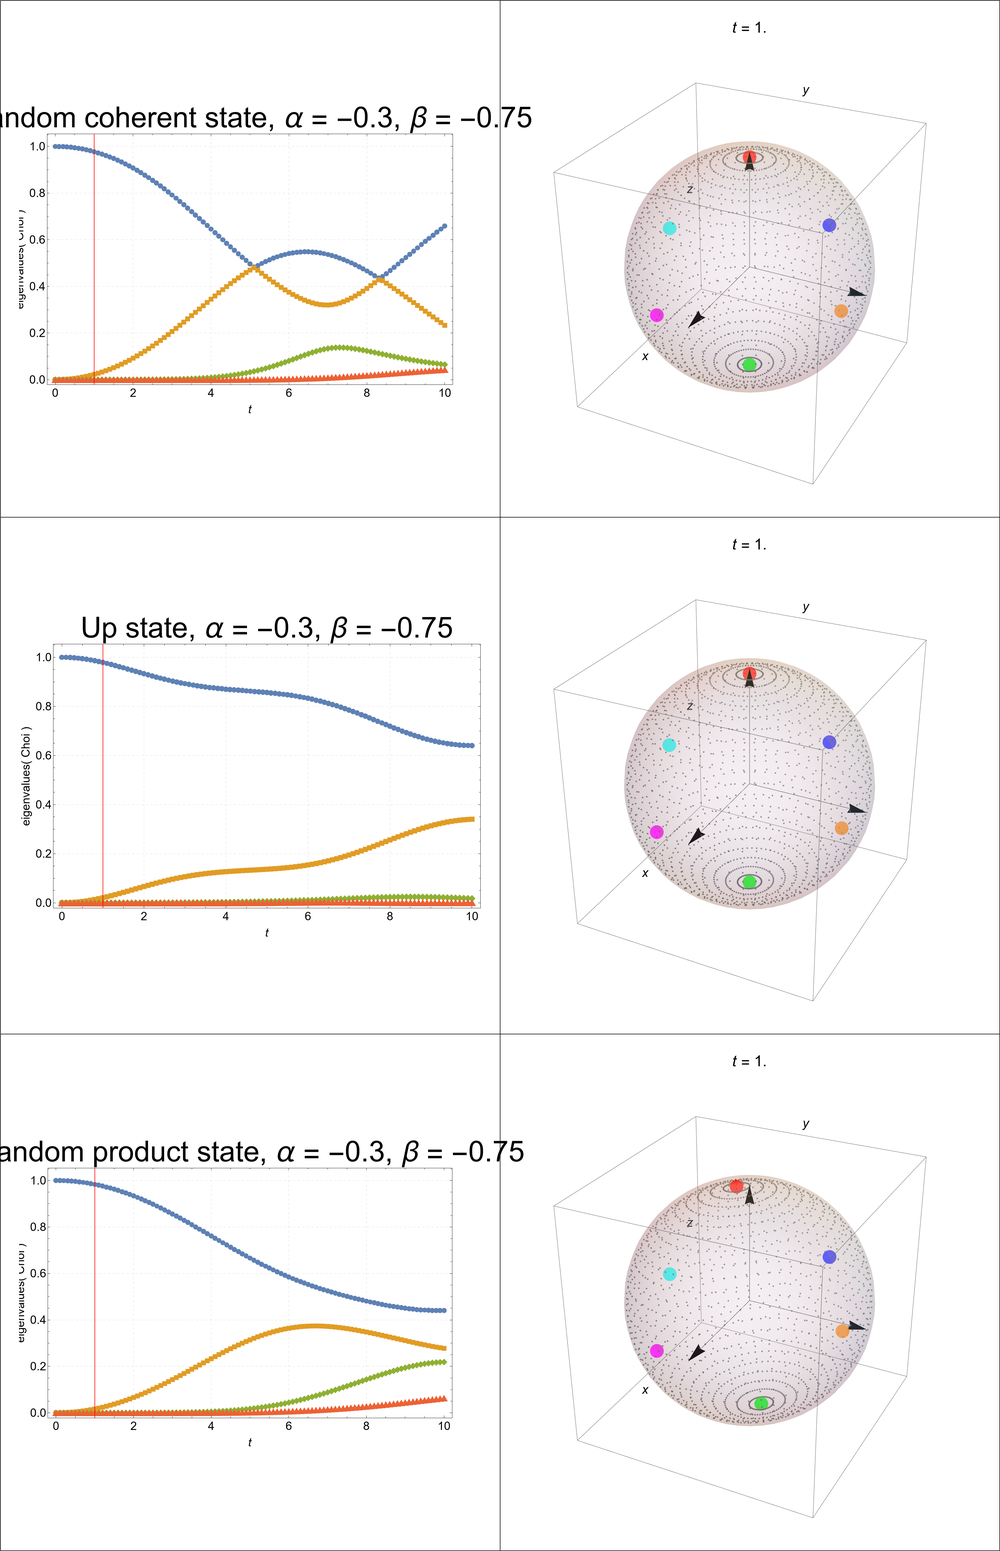 t = 1.
andom coherent state, α = −0.3, β = −0.75
1.0
0.8
0.6
0.4
0.2
0.0
0 2 4 6 8 10
t
y
z
x
t = 1.
Up state, α = −0.3, β = −0.75
eigenvalues( Choi )
1.0
0.8
0.6
0.4
0.2
0.0
0 2 4 6 8 10
t
y
z
x
t = 1.
andom product state, α = −0.3, β = −0.75
1.0
0.8
0.6
0.4
0.2
0.0
0 2 4 6 8 10
t
y
z
x